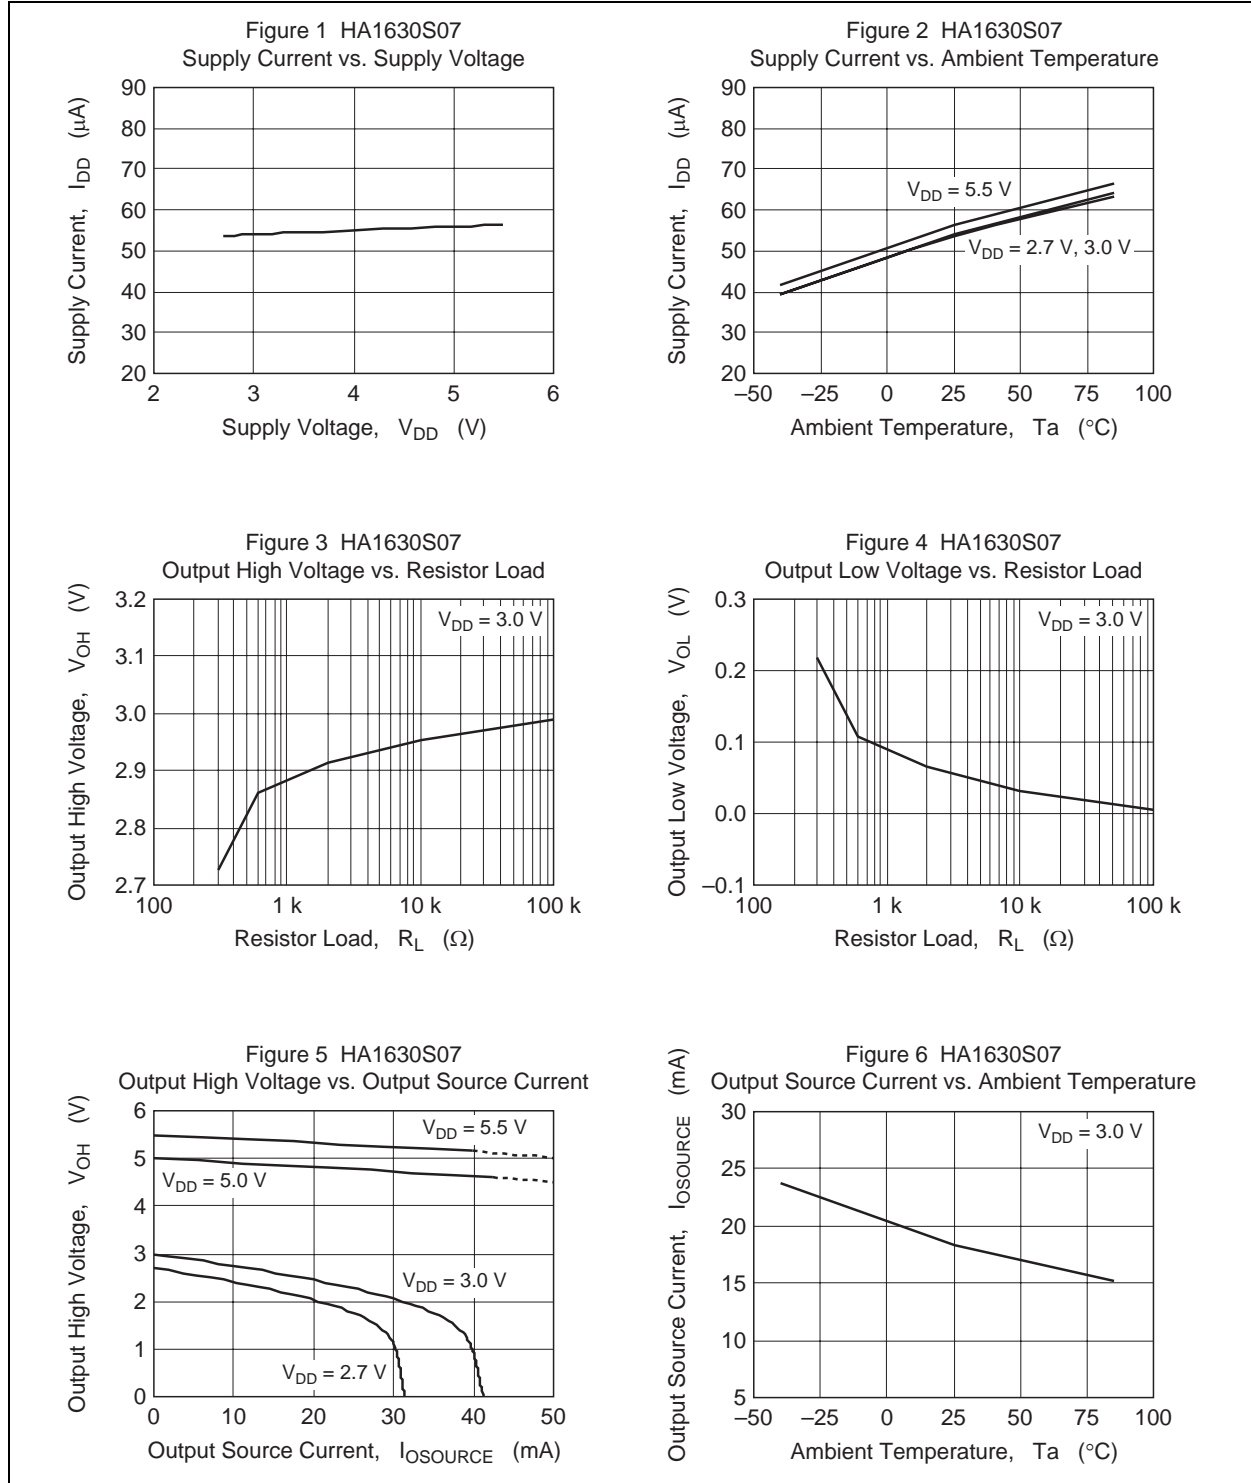 Figure 1 HA1630S07
Supply Current vs. Supply Voltage
Supply Current, IDD (μA)
90
80
70
60
50
40
30
20
2 3 4 5 6
Supply Voltage, VDD (V)
Figure 2 HA1630S07
Supply Current vs. Ambient Temperature
Supply Current, IDD (μA)
90
80
70
60
50
40
30
20
VDD = 5.5 V
VDD = 2.7 V, 3.0 V
–50 –25 0 25 50 75 100
Ambient Temperature, Ta (°C)
Figure 3 HA1630S07
Output High Voltage vs. Resistor Load
Output High Voltage, VOH (V)
3.2
3.1
3.0
2.9
2.8
2.7
VDD = 3.0 V
100 1 k 10 k 100 k
Resistor Load, RL (Ω)
Figure 4 HA1630S07
Output Low Voltage vs. Resistor Load
Output Low Voltage, VOL (V)
0.3
0.2
0.1
0.0
–0.1
VDD = 3.0 V
100 1 k 10 k 100 k
Resistor Load, RL (Ω)
Figure 5 HA1630S07
Output High Voltage vs. Output Source Current
Output High Voltage, VOH (V)
6
5
4
3
2
1
0
VDD = 5.5 V
VDD = 5.0 V
VDD = 3.0 V
VDD = 2.7 V
0 10 20 30 40 50
Output Source Current, IOSOURCE (mA)
Figure 6 HA1630S07
Output Source Current vs. Ambient Temperature
Output Source Current, IOSOURCE (mA)
30
25
20
15
10
5
VDD = 3.0 V
–50 –25 0 25 50 75 100
Ambient Temperature, Ta (°C)